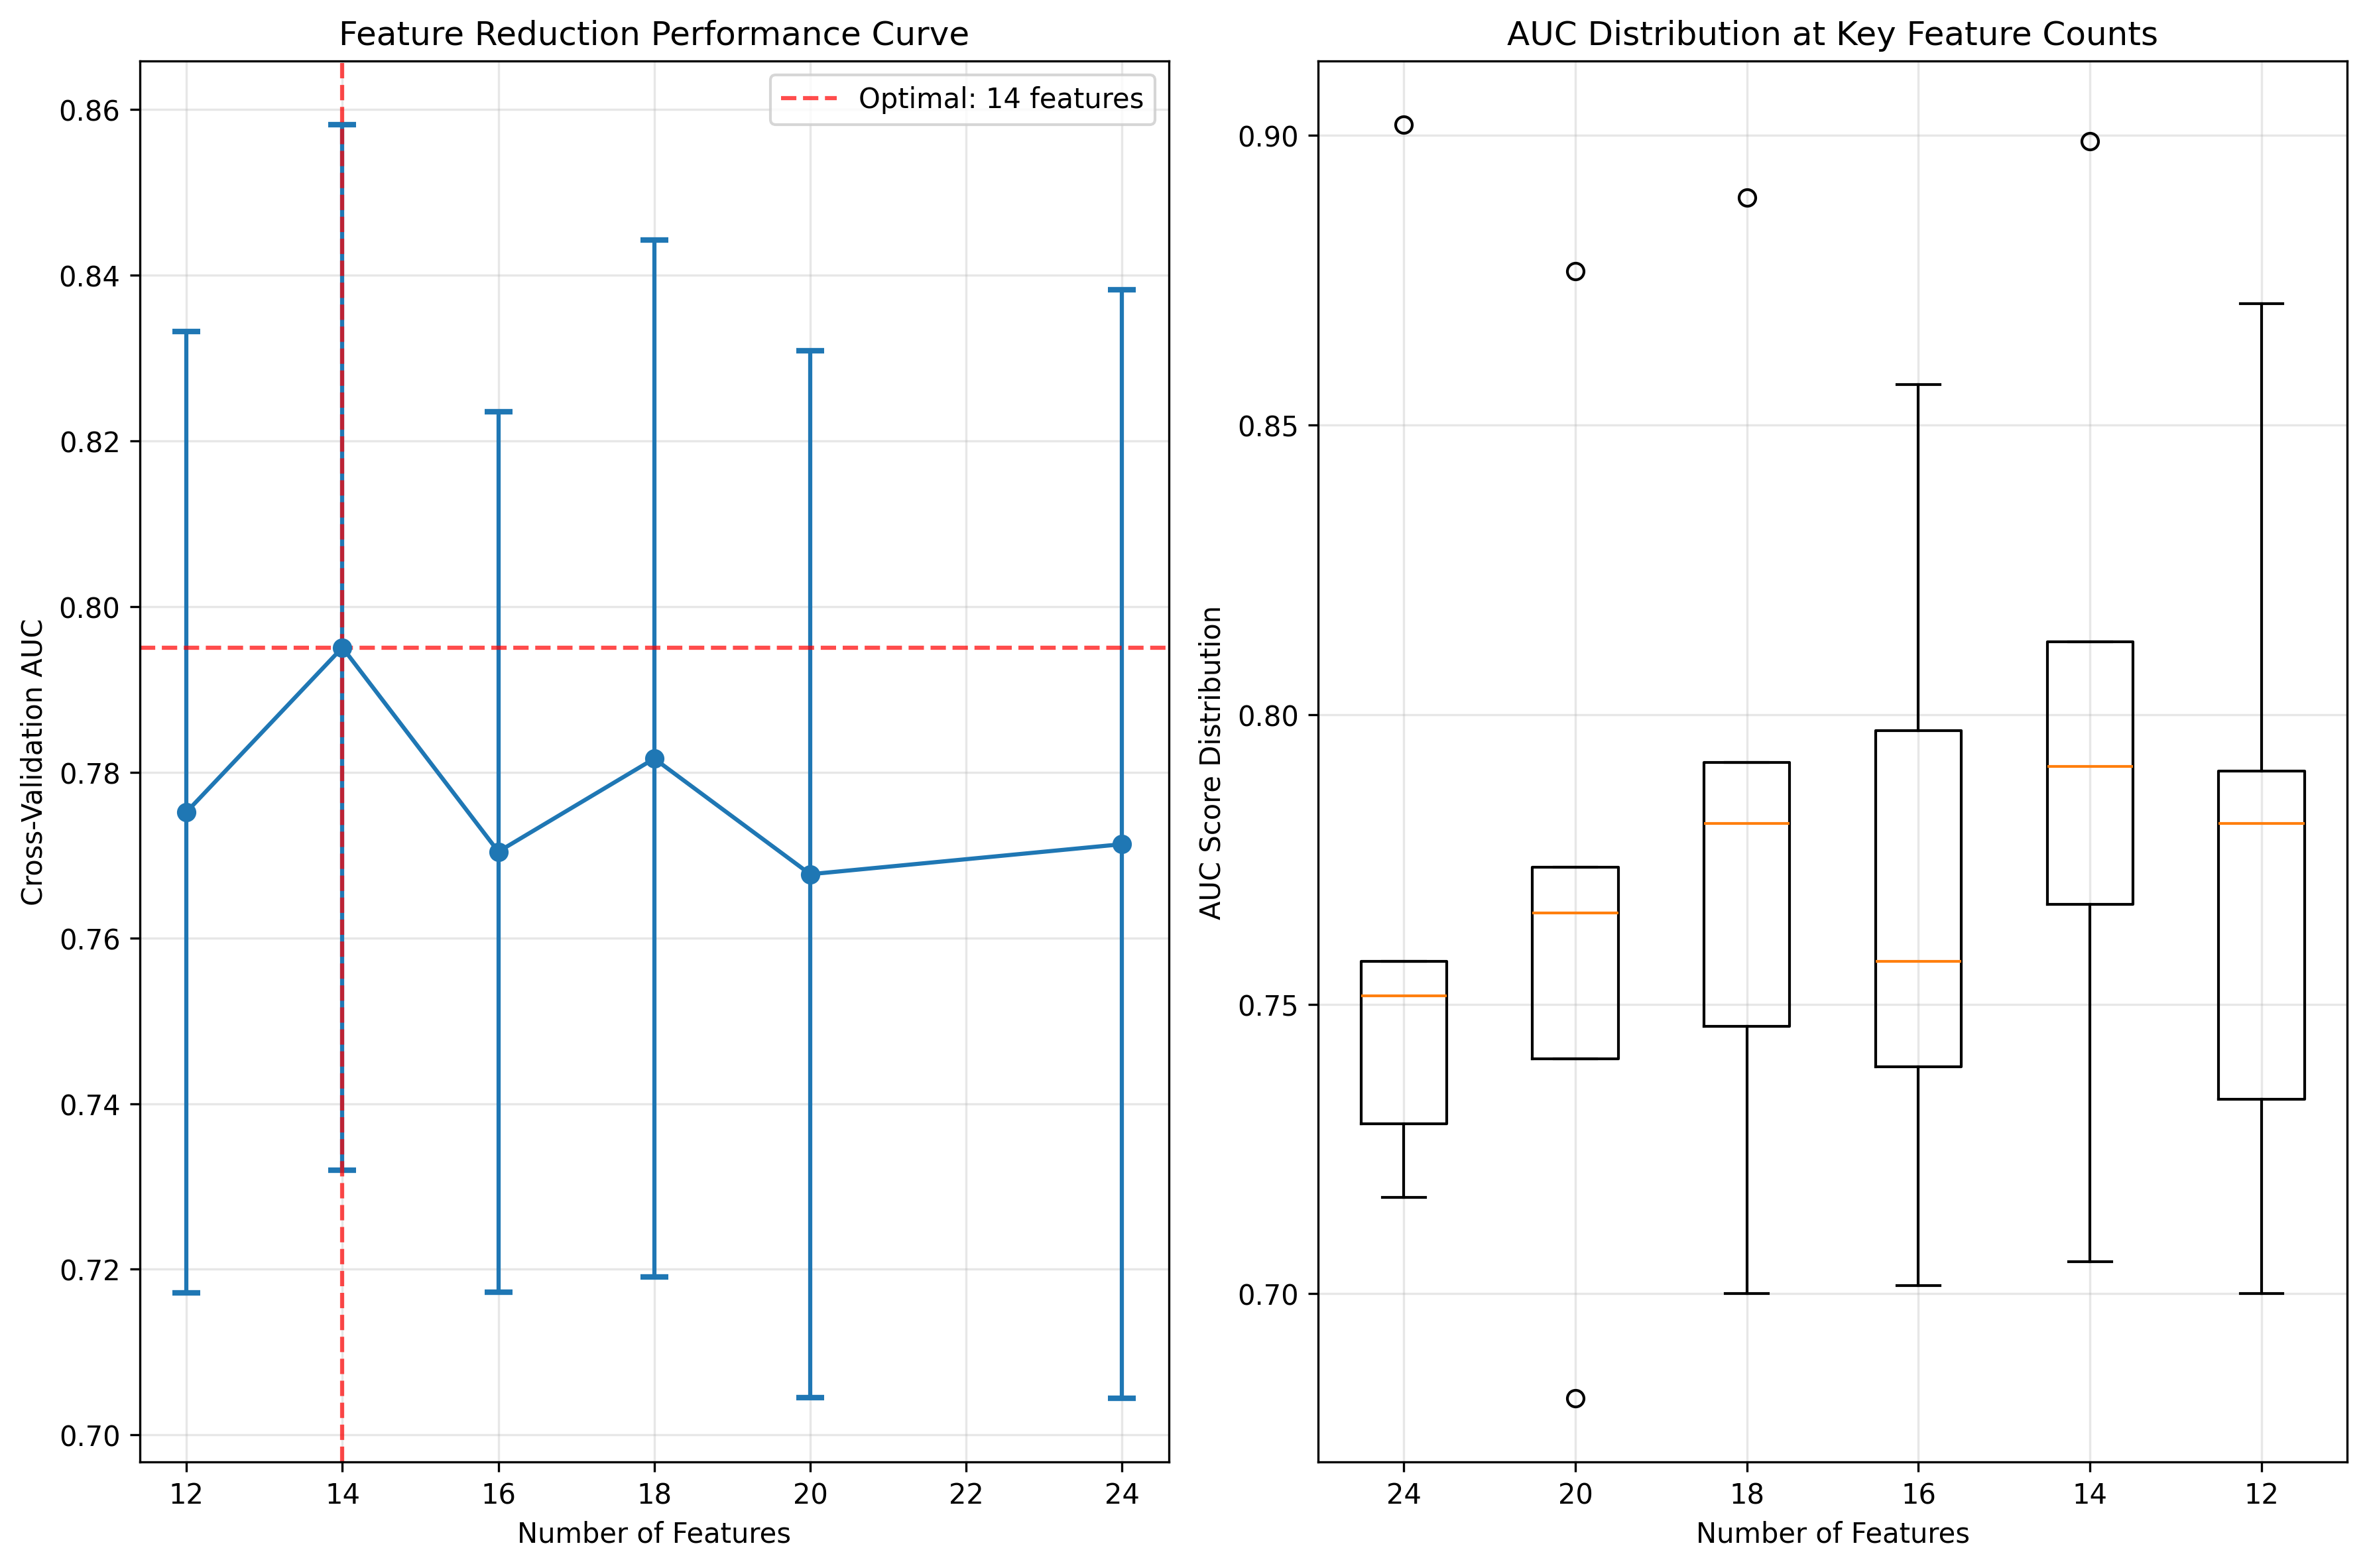 Feature Reduction Performance Curve
Optimal: 14 features
0.86
0.84
0.82
0.80
0.78
0.76
0.74
0.72
0.70
Cross-Validation AUC
12 14 16 18 20 22 24
Number of Features
AUC Distribution at Key Feature Counts
0.90
0.85
0.80
0.75
0.70
AUC Score Distribution
24 20 18 16 14 12
Number of Features